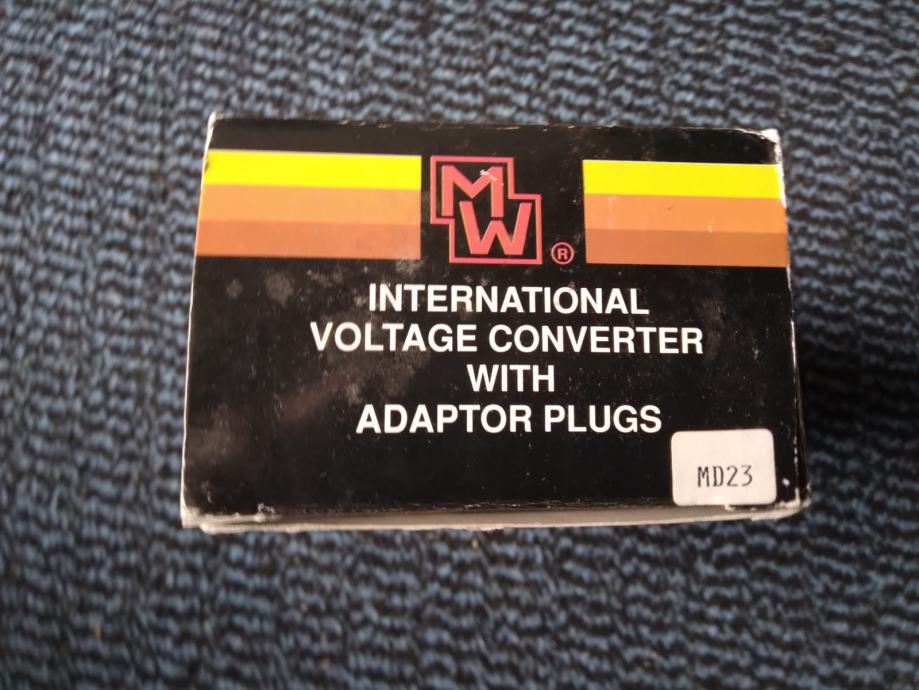 MW®
INTERNATIONAL
VOLTAGE CONVERTER
WITH
ADAPTOR PLUGS
MD23